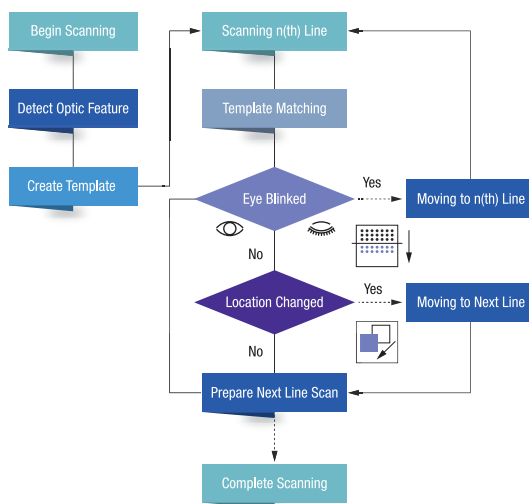 Begin Scanning
Scanning n(th) Line
Detect Optic Feature
Template Matching
Create Template
Eye Blinked
Yes
Moving to n(th) Line
No
Location Changed
Yes
Moving to Next Line
No
Prepare Next Line Scan
Complete Scanning